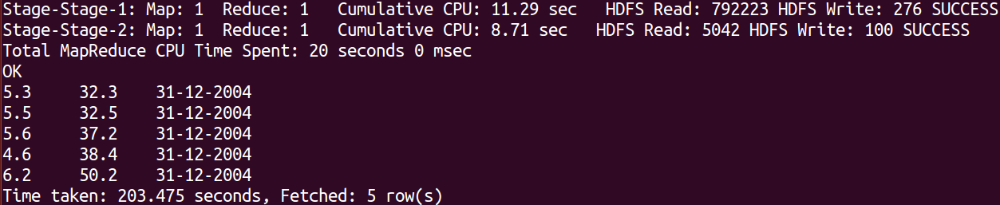 Stage-Stage-1: Map: 1  Reduce: 1   Cumulative CPU: 11.29 sec   HDFS Read: 792223 HDFS Write: 276 SUCCESS
Stage-Stage-2: Map: 1  Reduce: 1   Cumulative CPU: 8.71 sec   HDFS Read: 5042 HDFS Write: 100 SUCCESS
Total MapReduce CPU Time Spent: 20 seconds 0 msec
OK
5.3     32.3    31-12-2004
5.5     32.5    31-12-2004
5.6     37.2    31-12-2004
4.6     38.4    31-12-2004
6.2     50.2    31-12-2004
Time taken: 203.475 seconds, Fetched: 5 row(s)